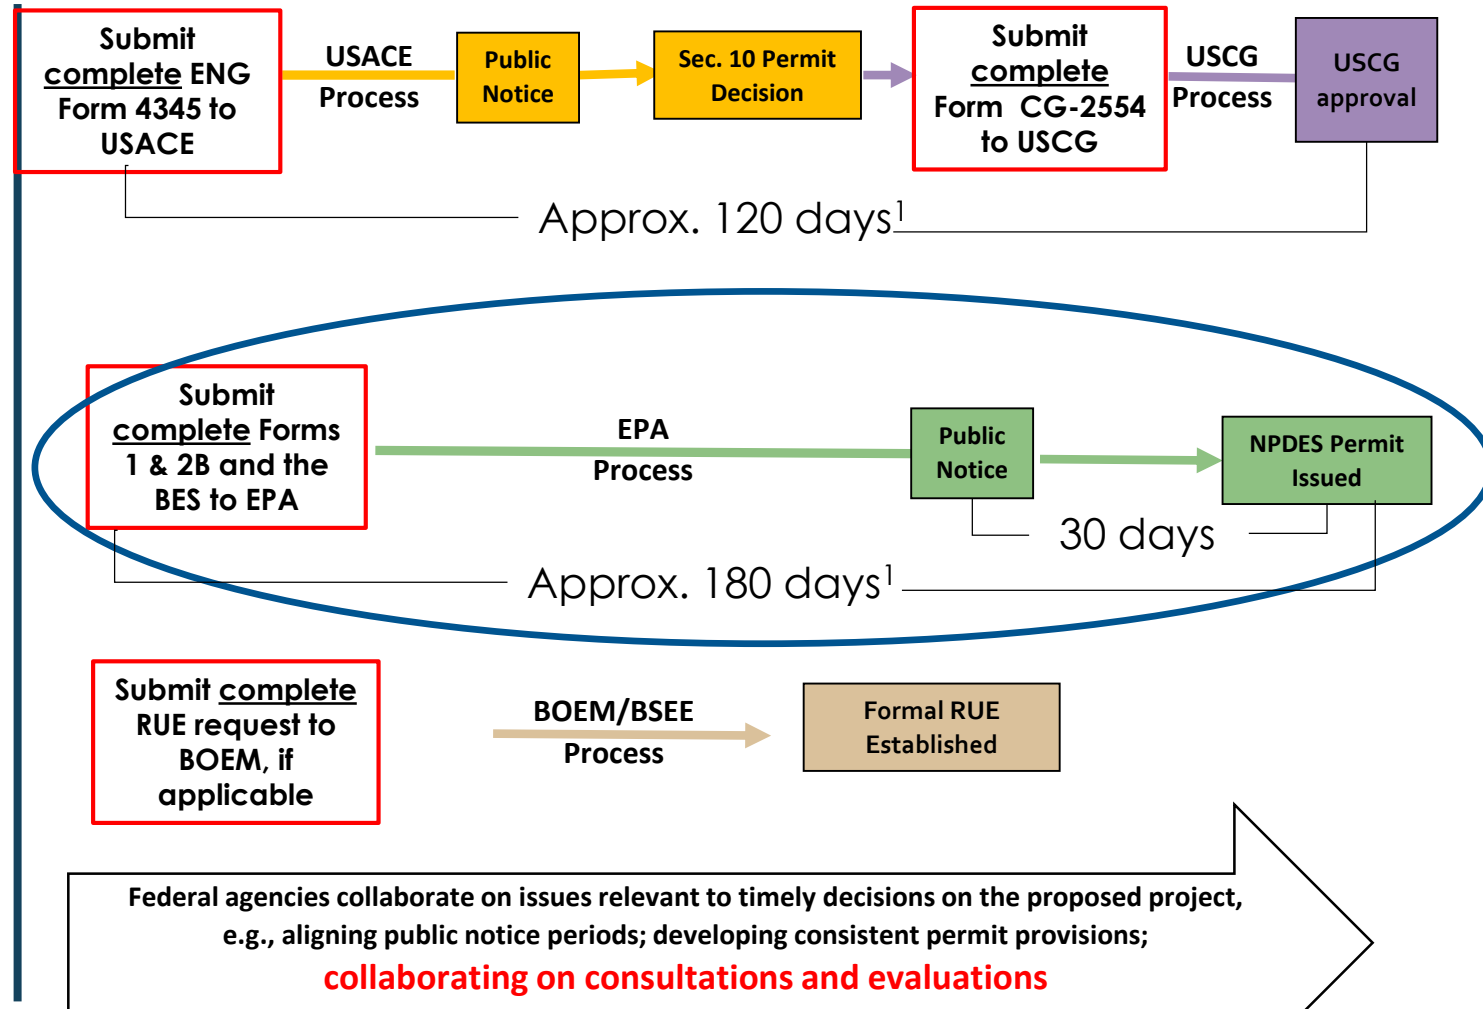 Submit
complete ENG
Form 4345 to
USACE
USACE
Process
Public
Notice
Sec. 10 Permit
Decision
Submit
complete
Form CG-2554
to USCG
USCG
Process
USCG
approval
Approx. 120 days1
Submit
complete Forms
1 & 2B and the
BES to EPA
EPA
Process
Public
Notice
NPDES Permit
Issued
30 days
Approx. 180 days1
Submit complete
RUE request to
BOEM, if
applicable
BOEM/BSEE
Process
Formal RUE
Established
Federal agencies collaborate on issues relevant to timely decisions on the proposed project,
e.g., aligning public notice periods; developing consistent permit provisions;
collaborating on consultations and evaluations